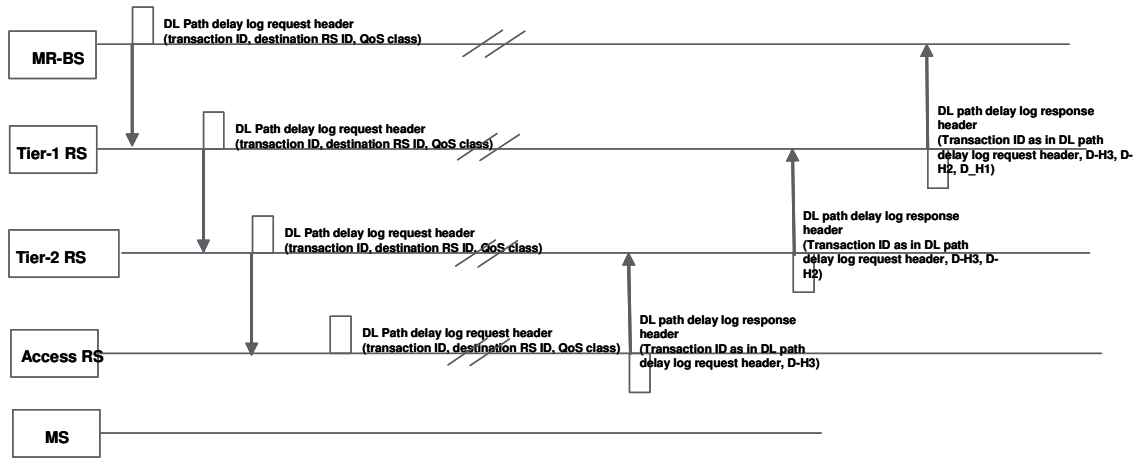 DL Path delay log request header
(transaction ID, destination RS ID, QoS class)
MR-BS
DL path delay log response
header
(Transaction ID as in DL path
delay log request header, D-H3, D-
H2, D_H1)
DL Path delay log request header
(transaction ID, destination RS ID, QoS class)
Tier-1 RS
DL path delay log response
header
(Transaction ID as in DL path
delay log request header, D-H3, D-
H2)
DL Path delay log request header
(transaction ID, destination RS ID, QoS class)
Tier-2 RS
DL path delay log response
header
(Transaction ID as in DL path
delay log request header, D-H3)
DL Path delay log request header
(transaction ID, destination RS ID, QoS class)
Access RS
MS